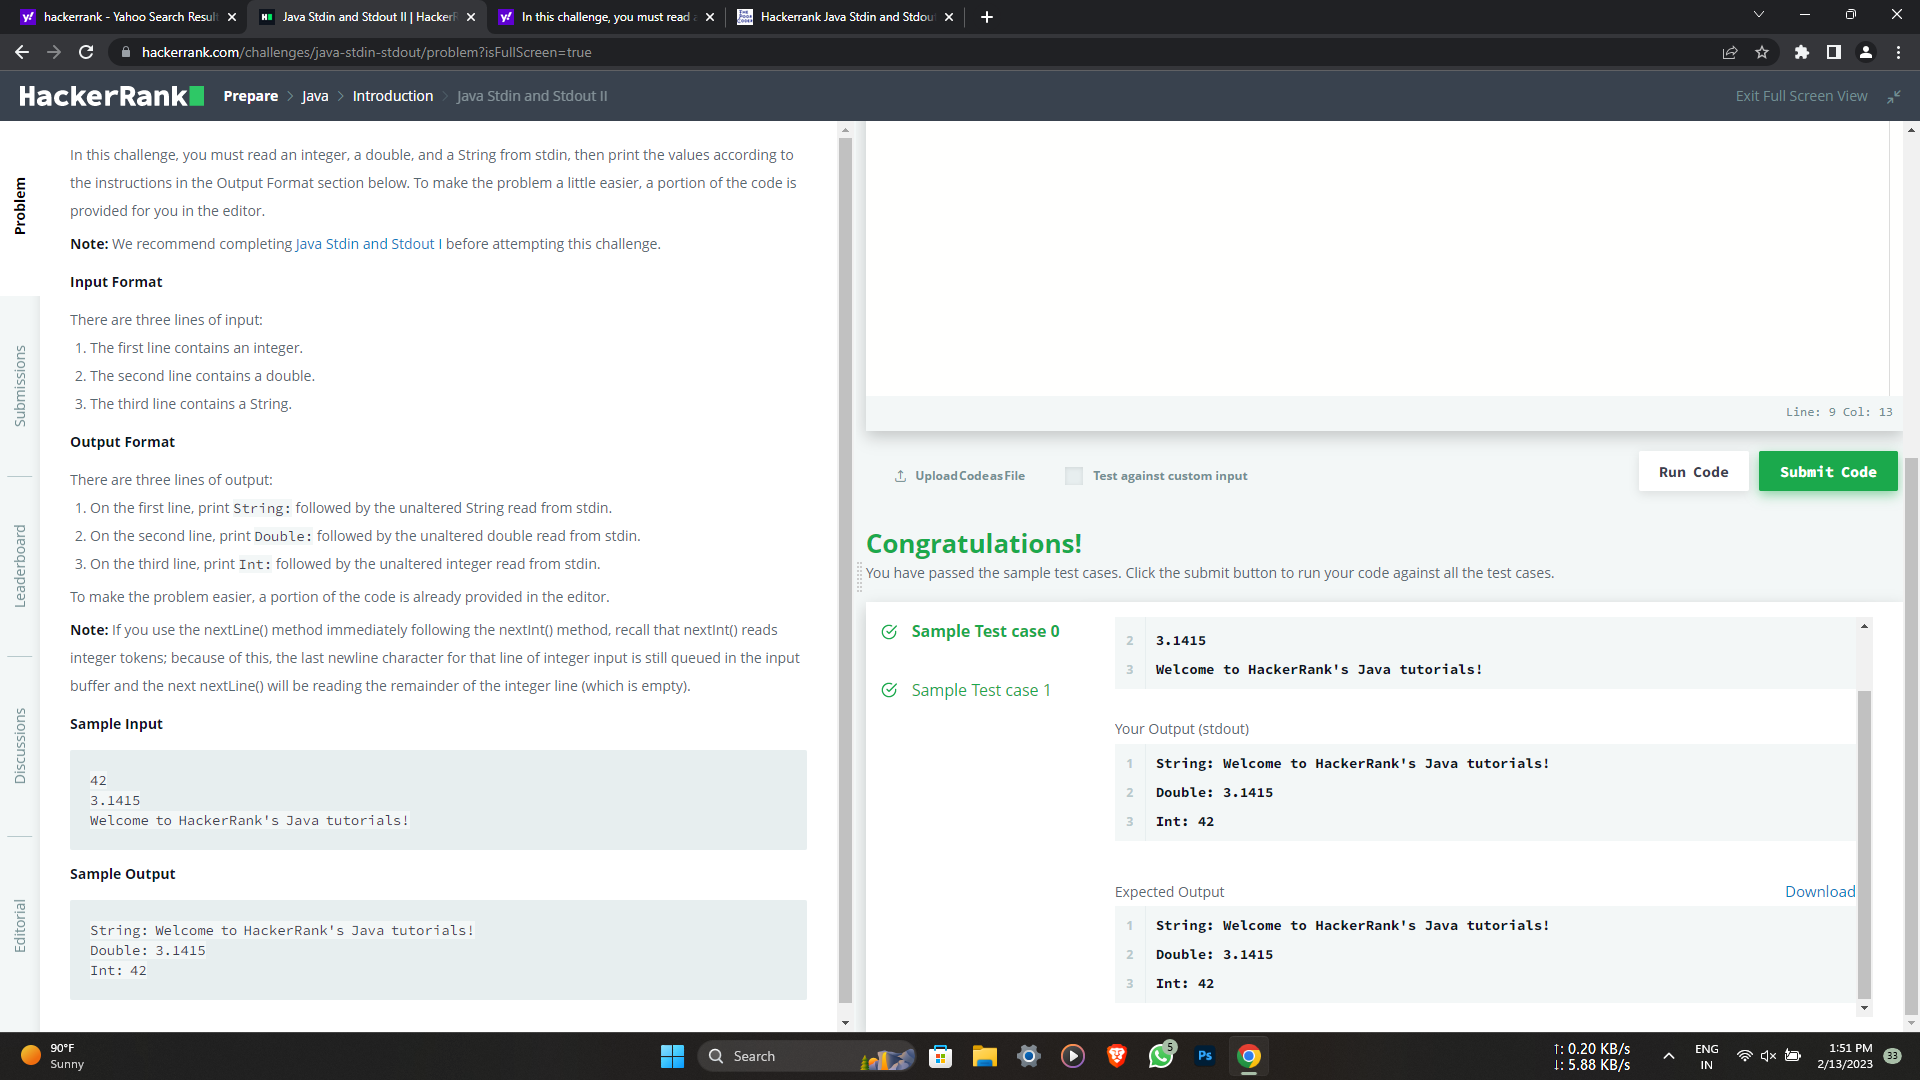 hackerrank - Yahoo Search Result
Java Stdin and Stdout II | HackerR
In this challenge, you must read a
Hackerrank Java Stdin and Stdou
hackerrank.com/challenges/java-stdin-stdout/problem?isFullScreen=true
HackerRank
Prepare > Java > Introduction > Java Stdin and Stdout II
Exit Full Screen View
Problem
Submissions
Leaderboard
Discussions
Editorial
In this challenge, you must read an integer, a double, and a String from stdin, then print the values according to
the instructions in the Output Format section below. To make the problem a little easier, a portion of the code is
provided for you in the editor.
Note: We recommend completing Java Stdin and Stdout I before attempting this challenge.
Input Format
There are three lines of input:
1. The first line contains an integer.
2. The second line contains a double.
3. The third line contains a String.
Output Format
There are three lines of output:
1. On the first line, print String: followed by the unaltered String read from stdin.
2. On the second line, print Double: followed by the unaltered double read from stdin.
3. On the third line, print Int: followed by the unaltered integer read from stdin.
To make the problem easier, a portion of the code is already provided in the editor.
Note: If you use the nextLine() method immediately following the nextInt() method, recall that nextInt() reads
integer tokens; because of this, the last newline character for that line of integer input is still queued in the input
buffer and the next nextLine() will be reading the remainder of the integer line (which is empty).
Sample Input
42
3.1415
Welcome to HackerRank's Java tutorials!
Sample Output
String: Welcome to HackerRank's Java tutorials!
Double: 3.1415
Int: 42
Line: 9 Col: 13
Upload Code as File
Test against custom input
Run Code
Submit Code
Congratulations!
You have passed the sample test cases. Click the submit button to run your code against all the test cases.
Sample Test case 0
Sample Test case 1
2 3.1415
3 Welcome to HackerRank's Java tutorials!
Your Output (stdout)
1 String: Welcome to HackerRank's Java tutorials!
2 Double: 3.1415
3 Int: 42
Expected Output
Download
1 String: Welcome to HackerRank's Java tutorials!
2 Double: 3.1415
3 Int: 42
90°F
Sunny
Search
5
Ps
↑: 0.20 KB/s
↓: 5.88 KB/s
ENG
IN
1:51 PM
2/13/2023
33